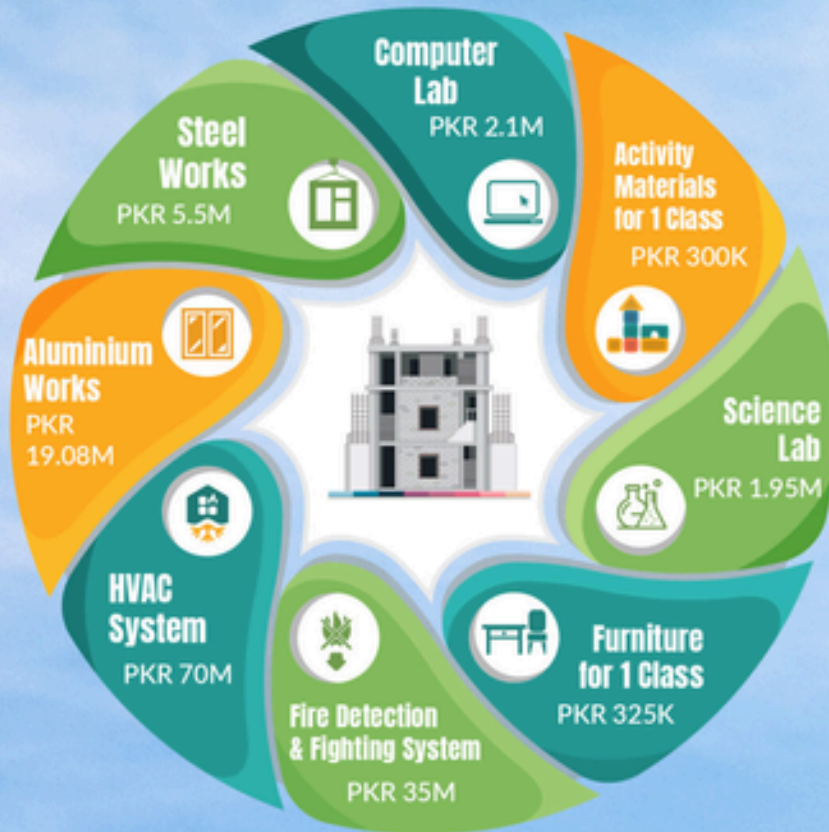 Computer
Lab
PKR 2.1M
Activity
Materials
for 1 Class
PKR 300K
Science
Lab
PKR 1.95M
Furniture
for 1 Class
PKR 325K
Fire Detection
& Fighting System
PKR 35M
HVAC
System
PKR 70M
Aluminium
Works
PKR
19.08M
Steel
Works
PKR 5.5M